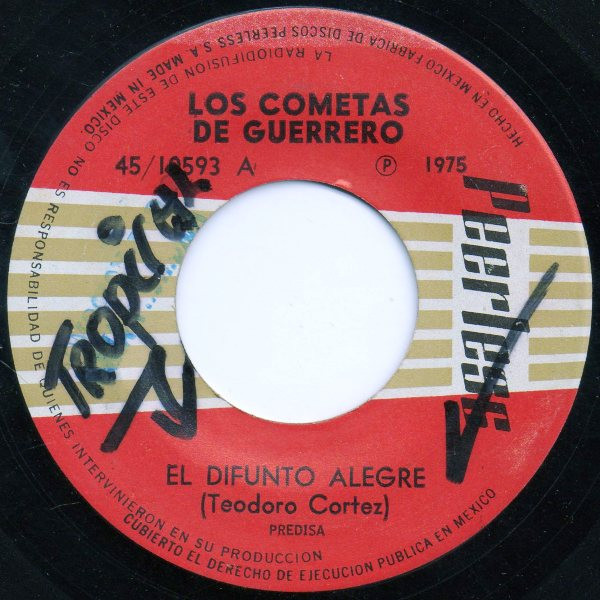 HECHO EN MEXICO FABRICA DE DISCOS PEERLESS S.A. MADE IN MEXICO.
LA RADIODIFUSION DE ESTE DISCO NO ES RESPONSABILIDAD DE QUIENES INTERVINIERON EN SU PRODUCCION
LOS COMETAS
DE GUERRERO
45/10593 A
Ⓟ 1975
Peerless
EL DIFUNTO ALEGRE
(Teodoro Cortez)
PREDISA
CUBIERTO EL DERECHO DE EJECUCION PUBLICA EN MEXICO